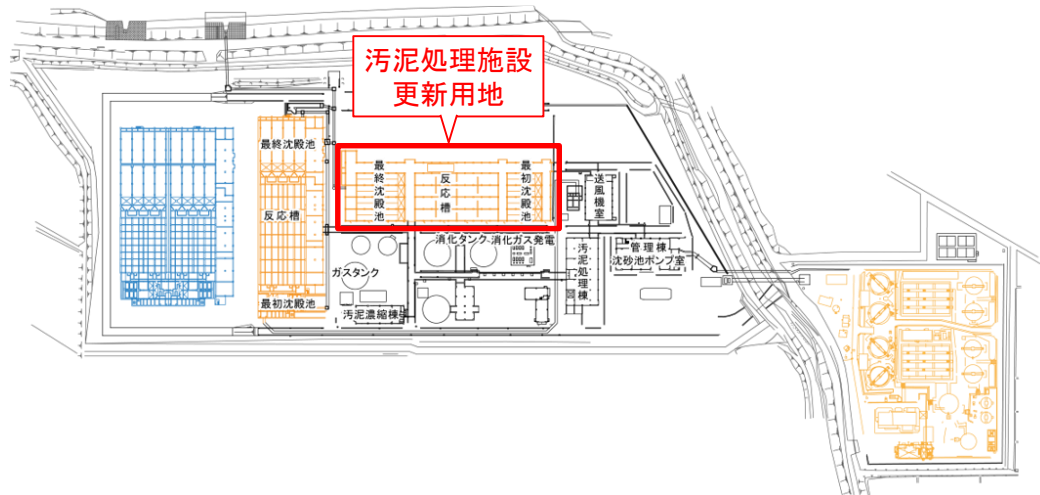 汚泥処理施設
更新用地
最終沈殿池
反応槽
最初沈殿池
最終沈殿池
反応槽
最初沈殿池
送風機室
消化タンク
消化ガス発電
汚泥処理棟
管理棟
沈砂池ポンプ室
ガスタンク
汚泥濃縮棟